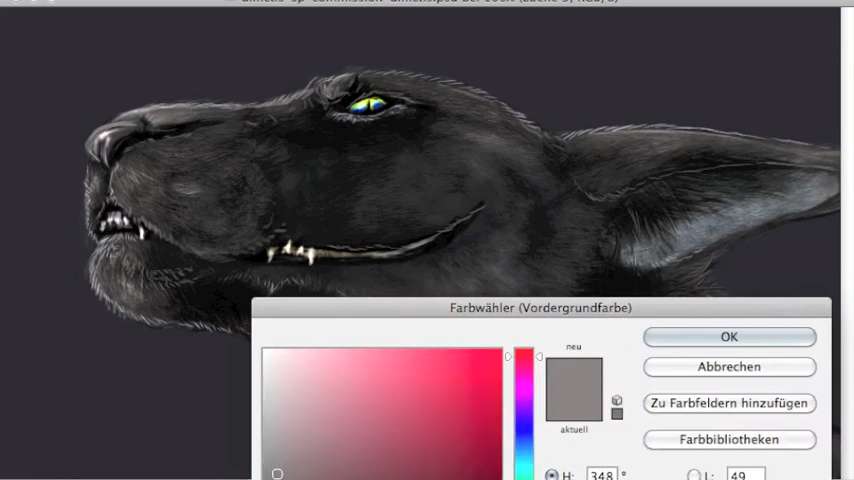 Farbwähler (Vordergrundfarbe)
neu
OK
Abbrechen
Zu Farbfeldern hinzufügen
aktuell
Farbbibliotheken
H: 348 °
L: 49